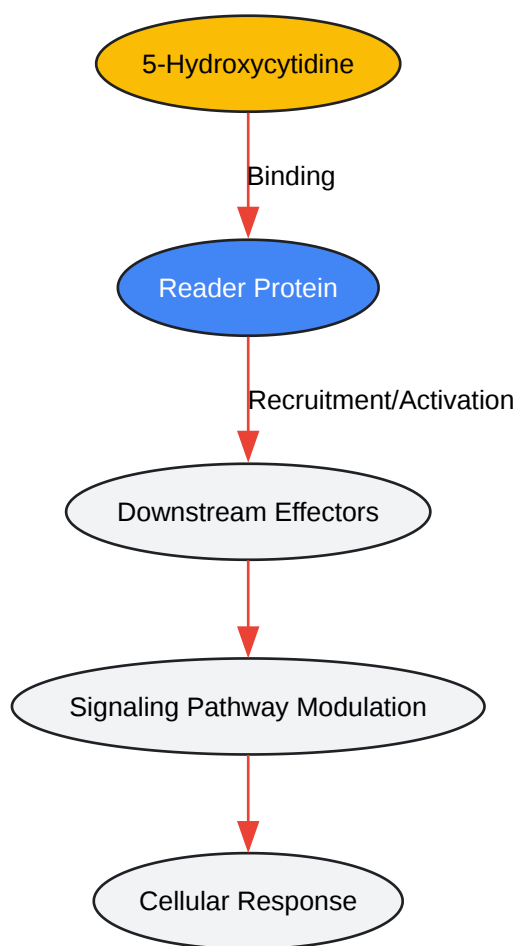 5-Hydroxycytidine
Binding
Reader Protein
Recruitment/Activation
Downstream Effectors
Signaling Pathway Modulation
Cellular Response